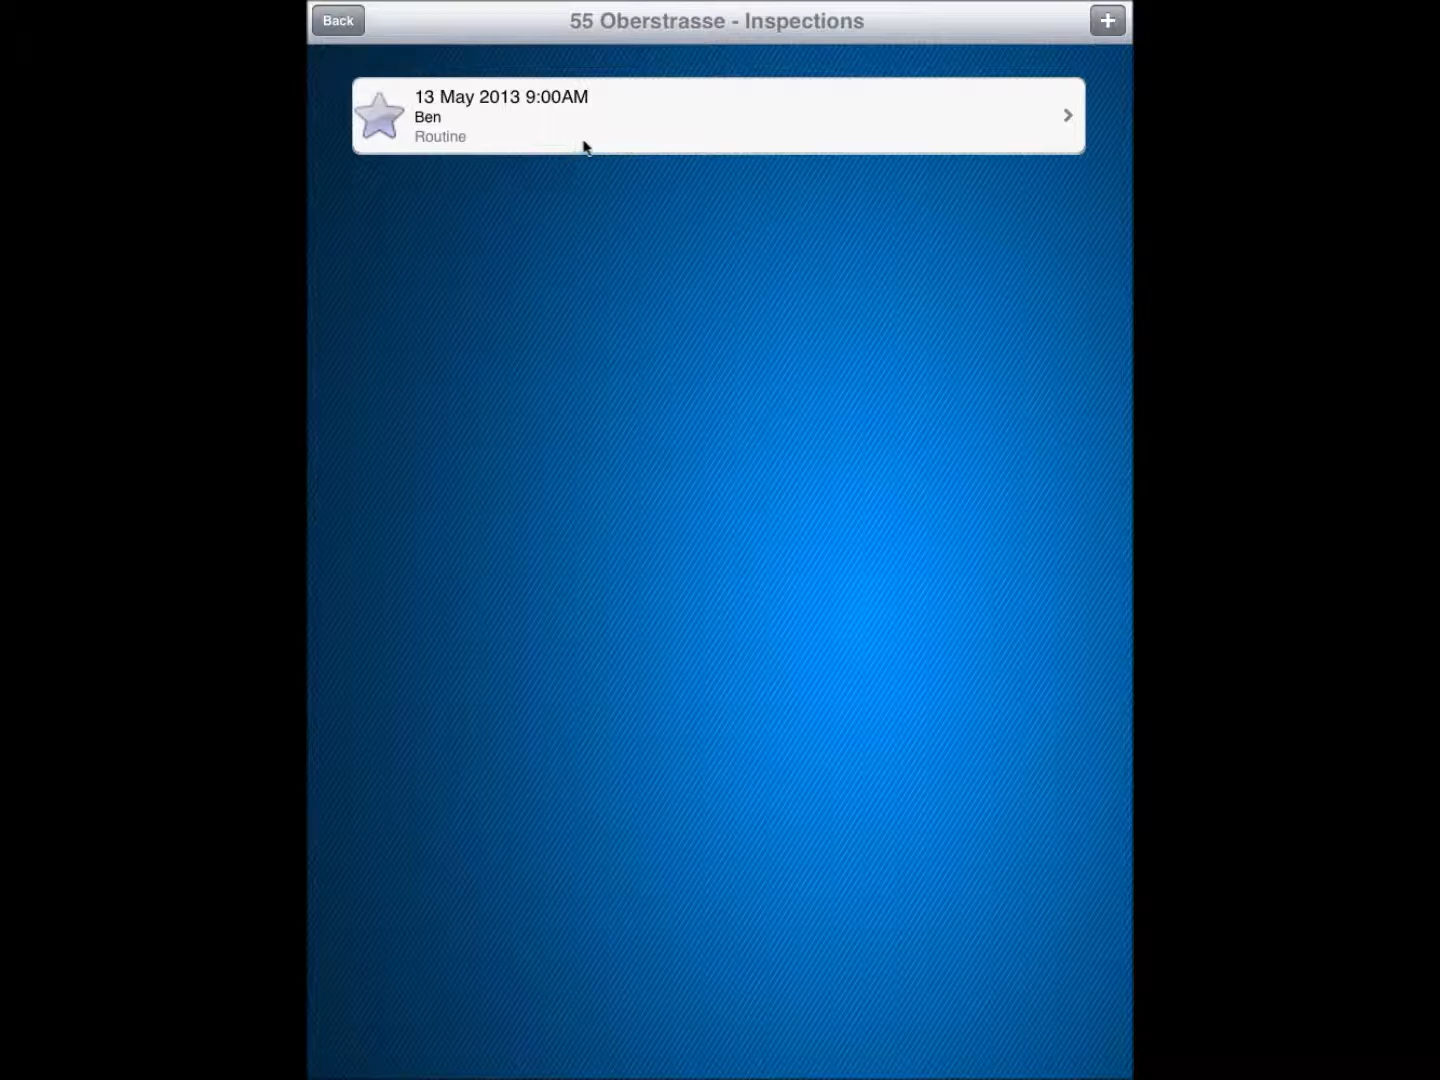 Back
55 Oberstrasse - Inspections
+
13 May 2013 9:00AM
Ben
Routine